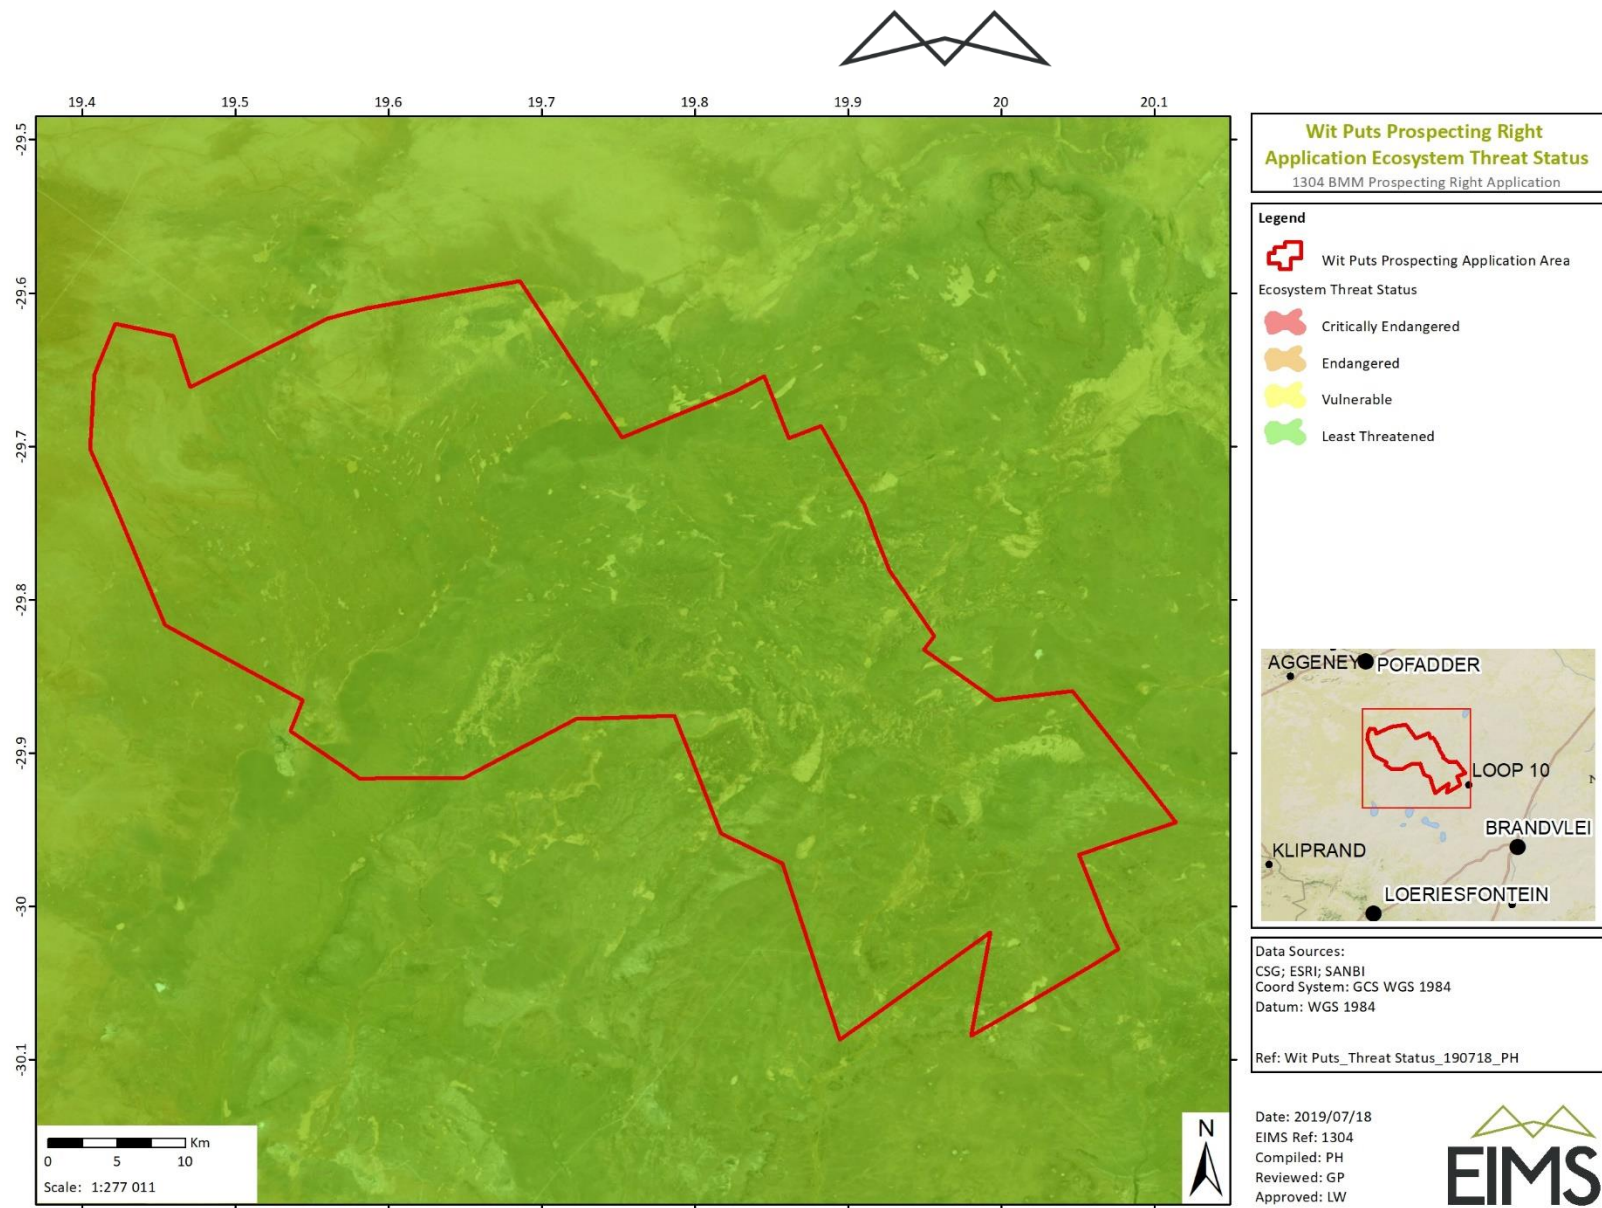 19.4
19.5
19.6
19.7
19.8
19.9
20
20.1
-29.5
-29.6
-29.7
-29.8
-29.9
-30
-30.1
Km
0 5 10
Scale: 1:277 011
N
Wit Puts Prospecting Right
Application Ecosystem Threat Status
1304 BMM Prospecting Right Application
Legend
Wit Puts Prospecting Application Area
Ecosystem Threat Status
Critically Endangered
Endangered
Vulnerable
Least Threatened
AGGENEY
POFADDER
LOOP 10
BRANDVLEI
KLIPRAND
LOERIESFONTEIN
Data Sources:
CSG; ESRI; SANBI
Coord System: GCS WGS 1984
Datum: WGS 1984
Ref: Wit Puts_Threat Status_190718_PH
Date: 2019/07/18
EIMS Ref: 1304
Compiled: PH
Reviewed: GP
Approved: LW
EIMS